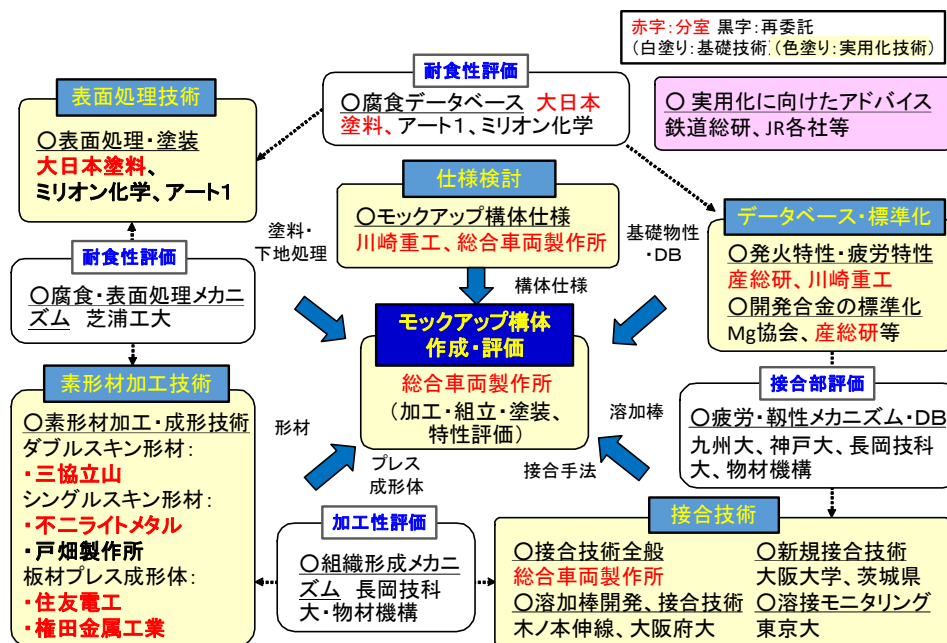 赤字:分室 黒字:再委託
(白塗り:基礎技術)(色塗り:実用化技術)
耐食性評価
〇腐食データベース 大日本
塗料、アート1、ミリオン化学
〇 実用化に向けたアドバイス
鉄道総研、JR各社等
表面処理技術
〇表面処理・塗装
大日本塗料、
ミリオン化学、アート1
仕様検討
〇モックアップ構体仕様
川崎重工、総合車両製作所
データベース・標準化
〇発火特性・疲労特性
産総研、川崎重工
〇開発合金の標準化
Mg協会、産総研等
塗料・
下地処理
基礎物性
・DB
構体仕様
耐食性評価
〇腐食・表面処理メカニ
ズム 芝浦工大
モックアップ構体
作成・評価
総合車両製作所
(加工・組立・塗装、
特性評価)
接合部評価
〇疲労・靱性メカニズム・DB
九州大、神戸大、長岡技科
大、物材機構
素形材加工技術
〇素形材加工・成形技術
ダブルスキン形材:
・三協立山
シングルスキン形材:
・不二ライトメタル
・戸畑製作所
板材プレス成形体:
・住友電工
・権田金属工業
形材
プレス
成形体
溶加棒
接合手法
加工性評価
〇組織形成メカニ
ズム 長岡技科
大・物材機構
接合技術
〇接合技術全般
総合車両製作所
〇溶加棒開発、接合技術
木ノ本伸線、大阪府大
〇新規接合技術
大阪大学、茨城県
〇溶接モニタリング
東京大